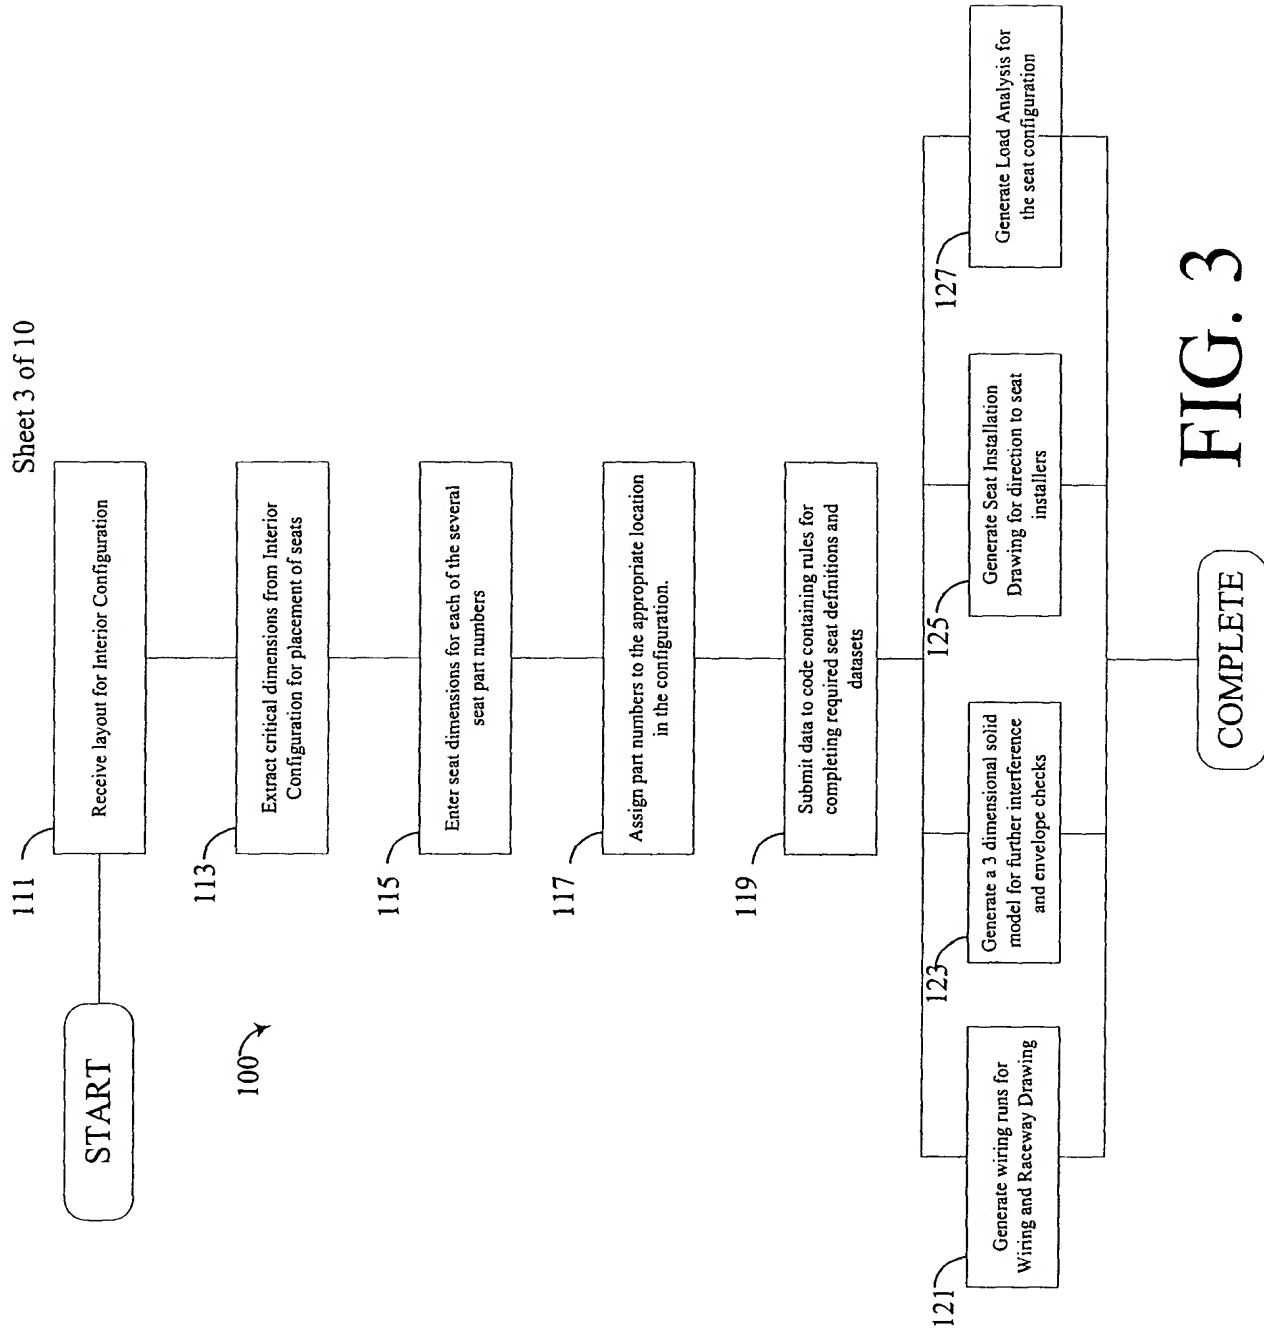 Sheet 3 of 10
START
100
111
Receive layout for Interior Configuration
113
Extract critical dimensions from Interior
Configuration for placement of seats
115
Enter seat dimensions for each of the several
seat part numbers
117
Assign part numbers to the appropriate location
in the configuration.
119
Submit data to code containing rules for
completing required seat definitions and
datasets
121
Generate wiring runs for
Wiring and Raceway Drawing
123
Generate a 3 dimensional solid
model for further interference
and envelope checks
125
Generate Seat Installation
Drawing for direction to seat
installers
127
Generate Load Analysis for
the seat configuration
COMPLETE
FIG. 3